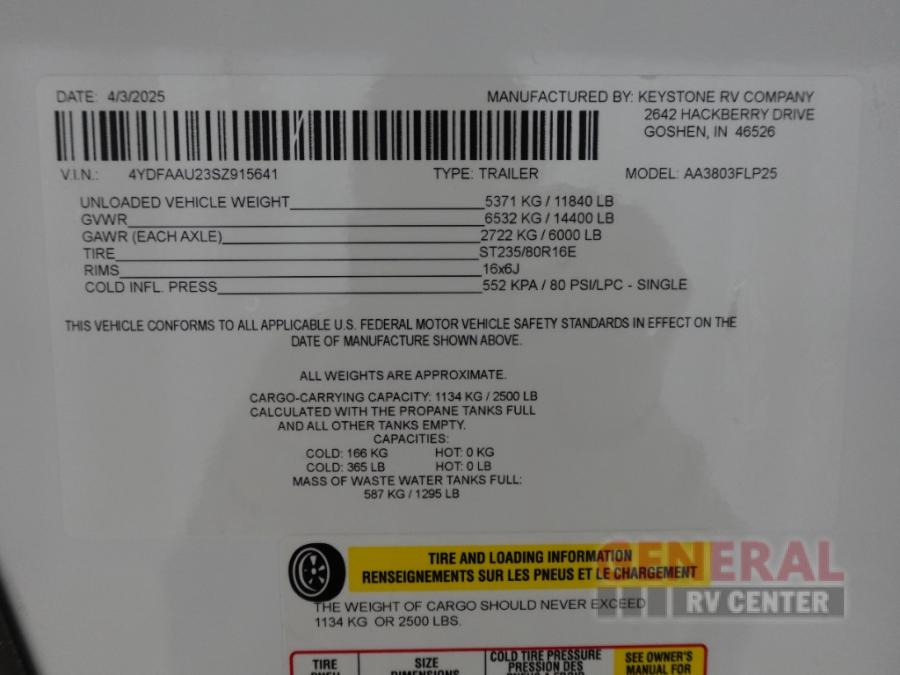 DATE: 4/3/2025 MANUFACTURED BY: KEYSTONE RV COMPANY
2642 HACKBERRY DRIVE
GOSHEN, IN 46526
V.I.N.: 4YDFAAU23SZ915641 TYPE: TRAILER MODEL: AA3803FLP25
UNLOADED VEHICLE WEIGHT 5371 KG / 11840 LB
GVWR 6532 KG / 14400 LB
GAWR (EACH AXLE) 2722 KG / 6000 LB
TIRE ST235/80R16E
RIMS 16x6J
COLD INFL. PRESS 552 KPA / 80 PSI/LPC - SINGLE
THIS VEHICLE CONFORMS TO ALL APPLICABLE U.S. FEDERAL MOTOR VEHICLE SAFETY STANDARDS IN EFFECT ON THE
DATE OF MANUFACTURE SHOWN ABOVE.
ALL WEIGHTS ARE APPROXIMATE.
CARGO-CARRYING CAPACITY: 1134 KG / 2500 LB
CALCULATED WITH THE PROPANE TANKS FULL
AND ALL OTHER TANKS EMPTY.
CAPACITIES:
COLD: 166 KG HOT: 0 KG
COLD: 365 LB HOT: 0 LB
MASS OF WASTE WATER TANKS FULL:
587 KG / 1295 LB
TIRE AND LOADING INFORMATION
RENSEIGNEMENTS SUR LES PNEUS ET LE CHARGEMENT
GENERAL
RV CENTER
THE WEIGHT OF CARGO SHOULD NEVER EXCEED
1134 KG OR 2500 LBS.
TIRE SIZE COLD TIRE PRESSURE SEE OWNER'S
PNEU DIMENSIONS PRESSION DES MANUAL FOR
PNEUS A FROID